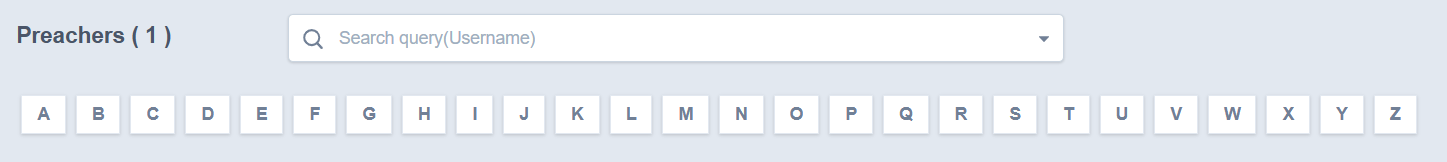 Preachers ( 1 )
Search query(Username)
A B C D E F G H I J K L M N O P Q R S T U V W X Y Z